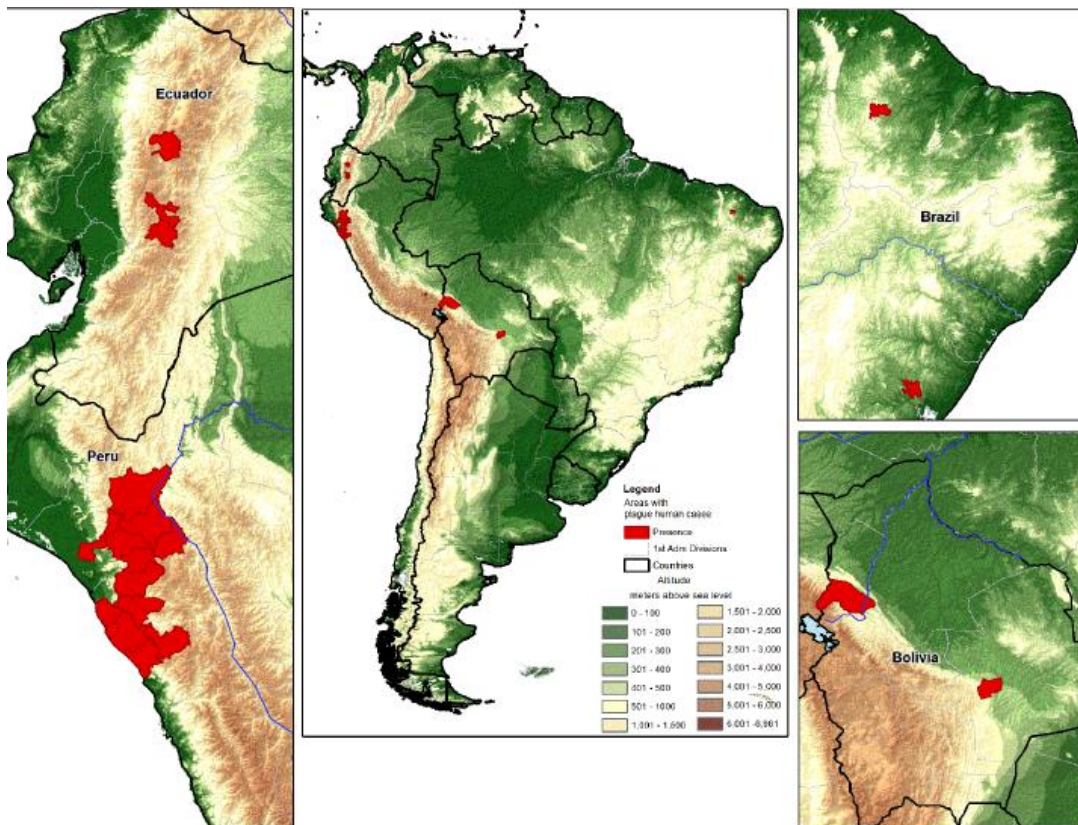 Ecuador
Peru
Legend
Areas with
plague human cases
Presence
1st Adm Divisions
Countries
Altitude
meters above sea level
0 - 100
101 - 200
201 - 300
301 - 400
401 - 500
501 - 1000
1,001 - 1,500
1,501 - 2,000
2,001 - 2,500
2,501 - 3,000
3,001 - 4,000
4,001 - 5,000
5,001 - 6,000
6,001 - 6,961
Brazil
Bolivia